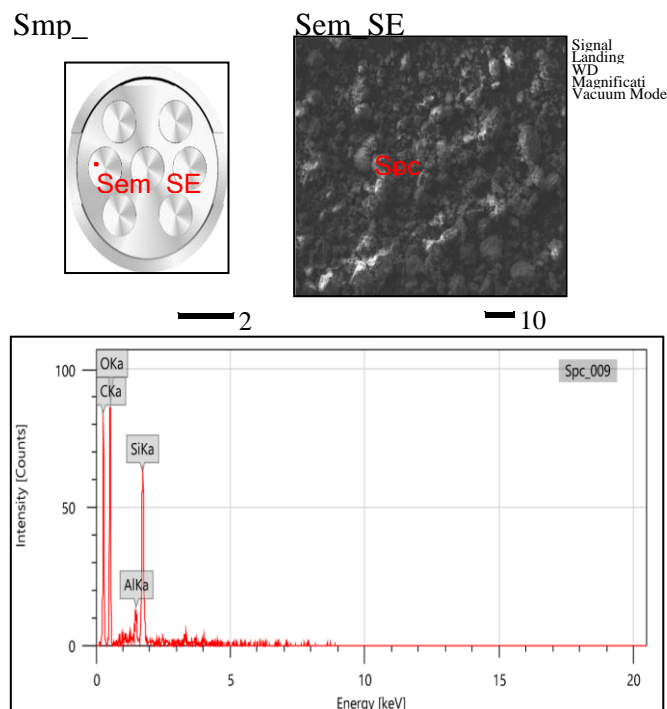 Smp_
Sem_SE
Signal
Landing
WD
Magnificati
Vacuum Mode
Sem SE
Spc
2
10
Spc_009
OKa
CKa
SiKa
AlKa
100
50
0
Intensity [Counts]
0 5 10 15 20
Energy [keV]